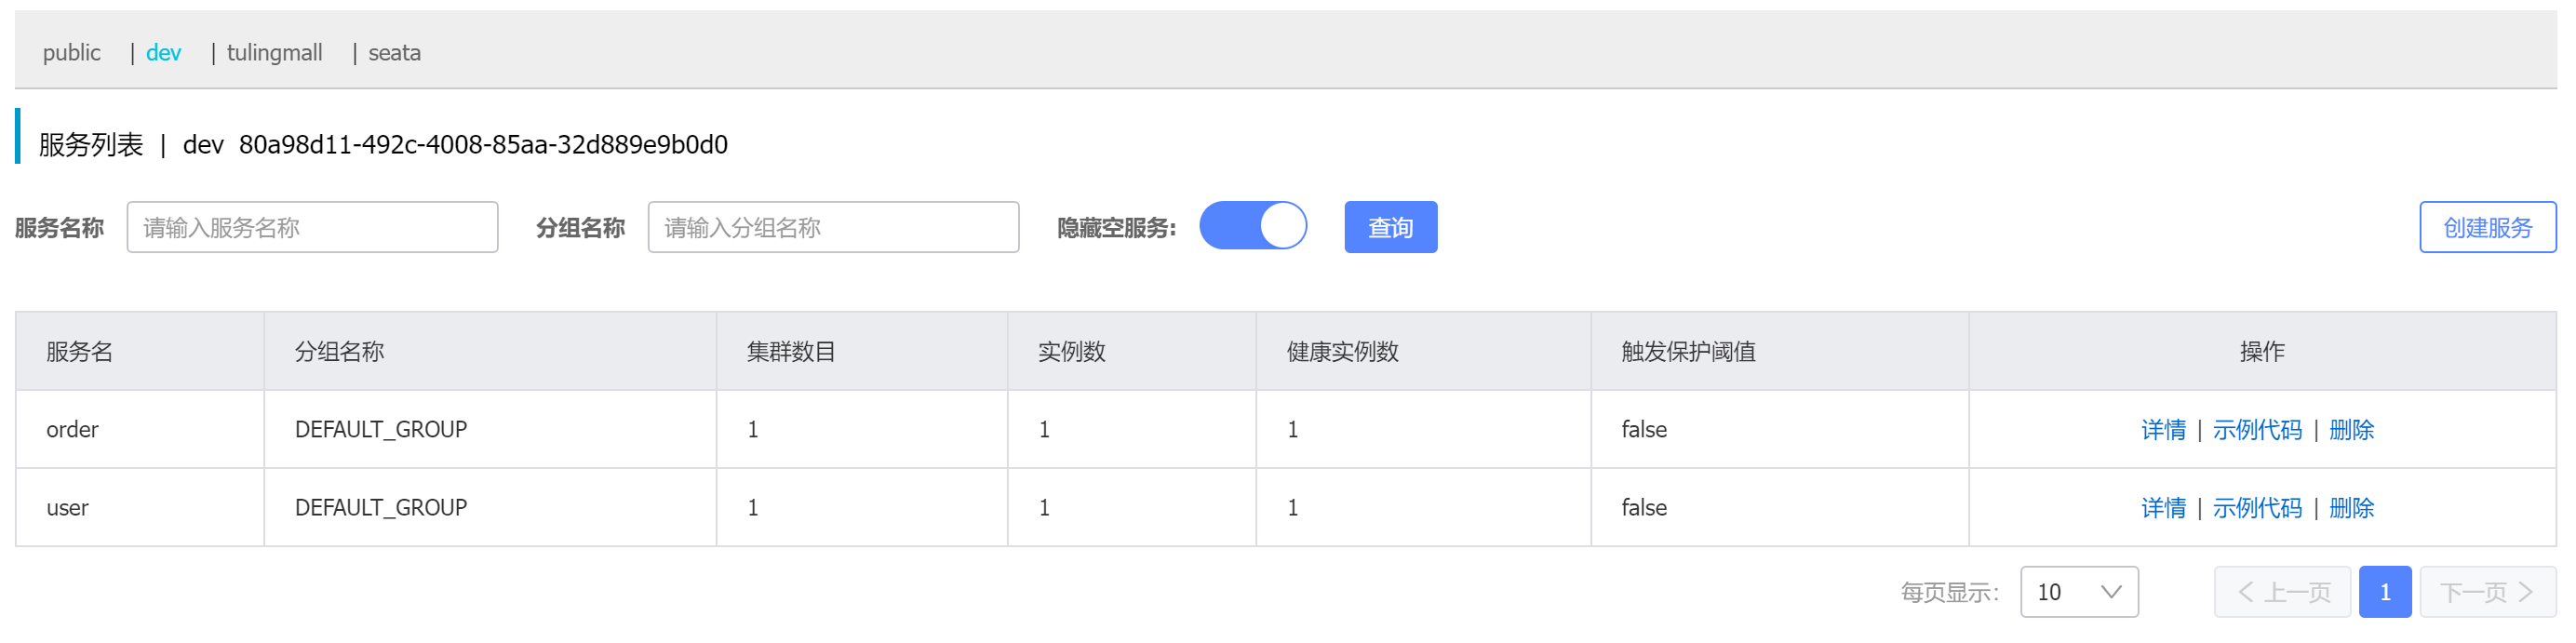 public | dev | tulingmall | seata
服务列表 | dev 80a98d11-492c-4008-85aa-32d889e9b0d0
服务名称 请输入服务名称 分组名称 请输入分组名称 隐藏空服务: 查询 创建服务
服务名 分组名称 集群数目 实例数 健康实例数 触发保护阈值 操作
order DEFAULT_GROUP 1 1 1 false 详情 | 示例代码 | 删除
user DEFAULT_GROUP 1 1 1 false 详情 | 示例代码 | 删除
每页显示: 10 上一页 1 下一页